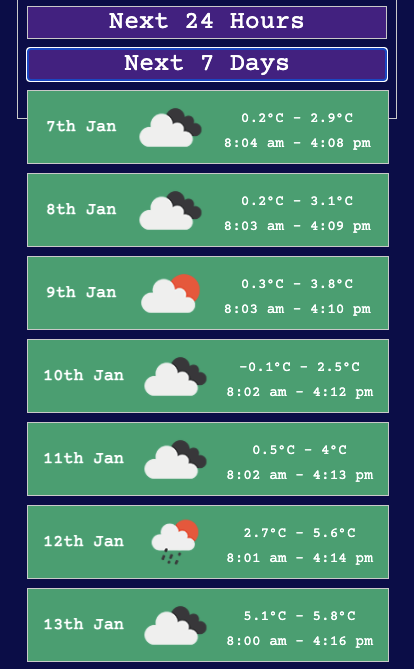 Next 24 Hours
Next 7 Days
7th Jan
0.2°C - 2.9°C
8:04 am - 4:08 pm
8th Jan
0.2°C - 3.1°C
8:03 am - 4:09 pm
9th Jan
0.3°C - 3.8°C
8:03 am - 4:10 pm
10th Jan
-0.1°C - 2.5°C
8:02 am - 4:12 pm
11th Jan
0.5°C - 4°C
8:02 am - 4:13 pm
12th Jan
2.7°C - 5.6°C
8:01 am - 4:14 pm
13th Jan
5.1°C - 5.8°C
8:00 am - 4:16 pm